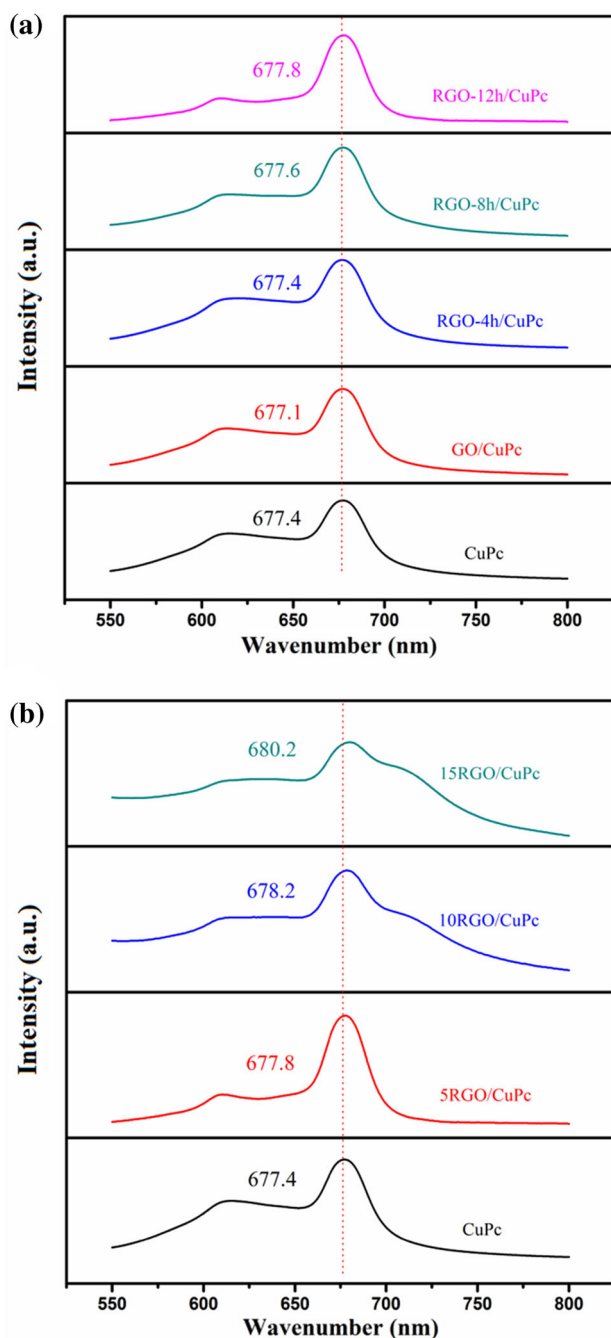 (a)
677.8
RGO-12h/CuPc
677.6
RGO-8h/CuPc
677.4
RGO-4h/CuPc
677.1
GO/CuPc
677.4
CuPc
Intensity (a.u.)
550 600 650 700 750 800
Wavenumber (nm)
(b)
680.2
15RGO/CuPc
678.2
10RGO/CuPc
677.8
5RGO/CuPc
677.4
CuPc
Intensity (a.u.)
550 600 650 700 750 800
Wavenumber (nm)